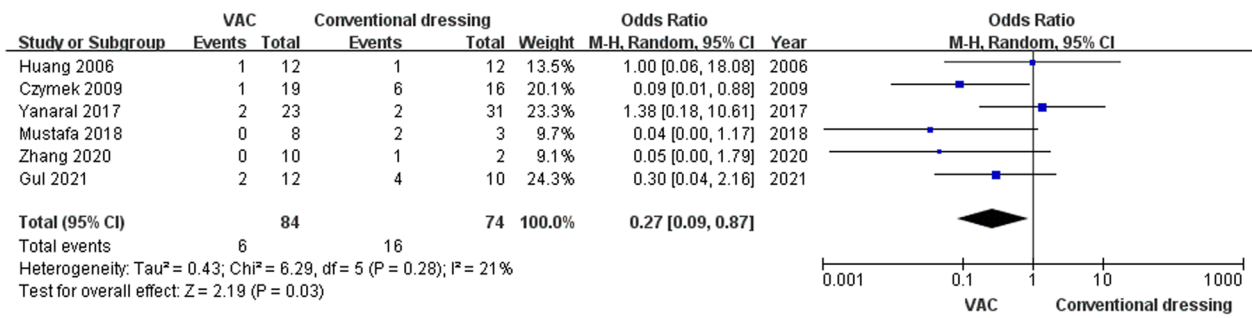 VAC Conventional dressing Odds Ratio Odds Ratio
Study or Subgroup Events Total Events Total Weight M-H, Random, 95% CI Year M-H, Random, 95% CI
Huang 2006 1 12 1 12 13.5% 1.00 [0.06, 18.08] 2006
Czymek 2009 1 19 6 16 20.1% 0.09 [0.01, 0.88] 2009
Yanaral 2017 2 23 2 31 23.3% 1.38 [0.18, 10.61] 2017
Mustafa 2018 0 8 2 3 9.7% 0.04 [0.00, 1.17] 2018
Zhang 2020 0 10 1 2 9.1% 0.05 [0.00, 1.79] 2020
Gul 2021 2 12 4 10 24.3% 0.30 [0.04, 2.16] 2021
Total (95% CI) 84 74 100.0% 0.27 [0.09, 0.87]
Total events 6 16
Heterogeneity: Tau² = 0.43; Chi² = 6.29, df = 5 (P = 0.28); I² = 21%
Test for overall effect: Z = 2.19 (P = 0.03)
0.001 0.1 1 10 1000
VAC Conventional dressing